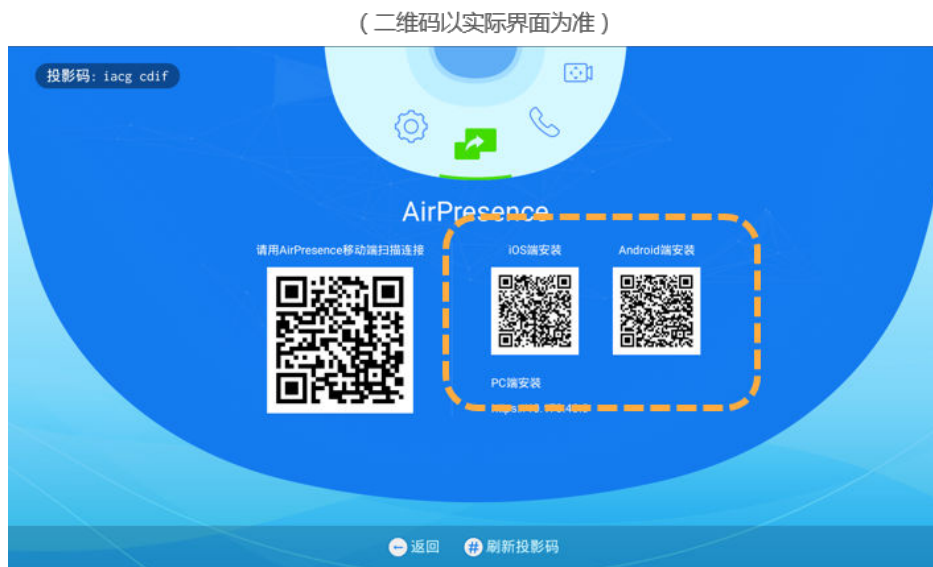 （二维码以实际界面为准）
投影码: iacg cdif
AirPresence
请用AirPresence移动端扫描连接
iOS端安装
Android端安装
PC端安装
返回
# 刷新投影码